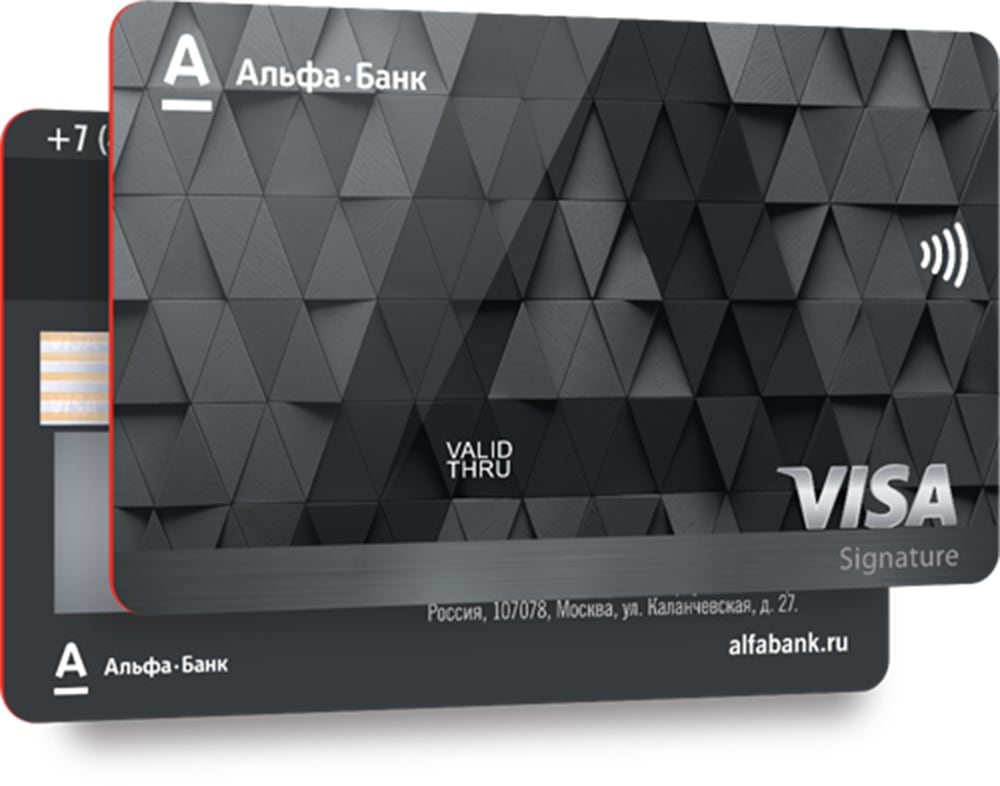 А
Альфа·Банк
+7 (
VALID
THRU
VISA
Signature
Россия, 107078, Москва, ул. Каланчевская, д. 27.
alfabank.ru
А
Альфа·Банк